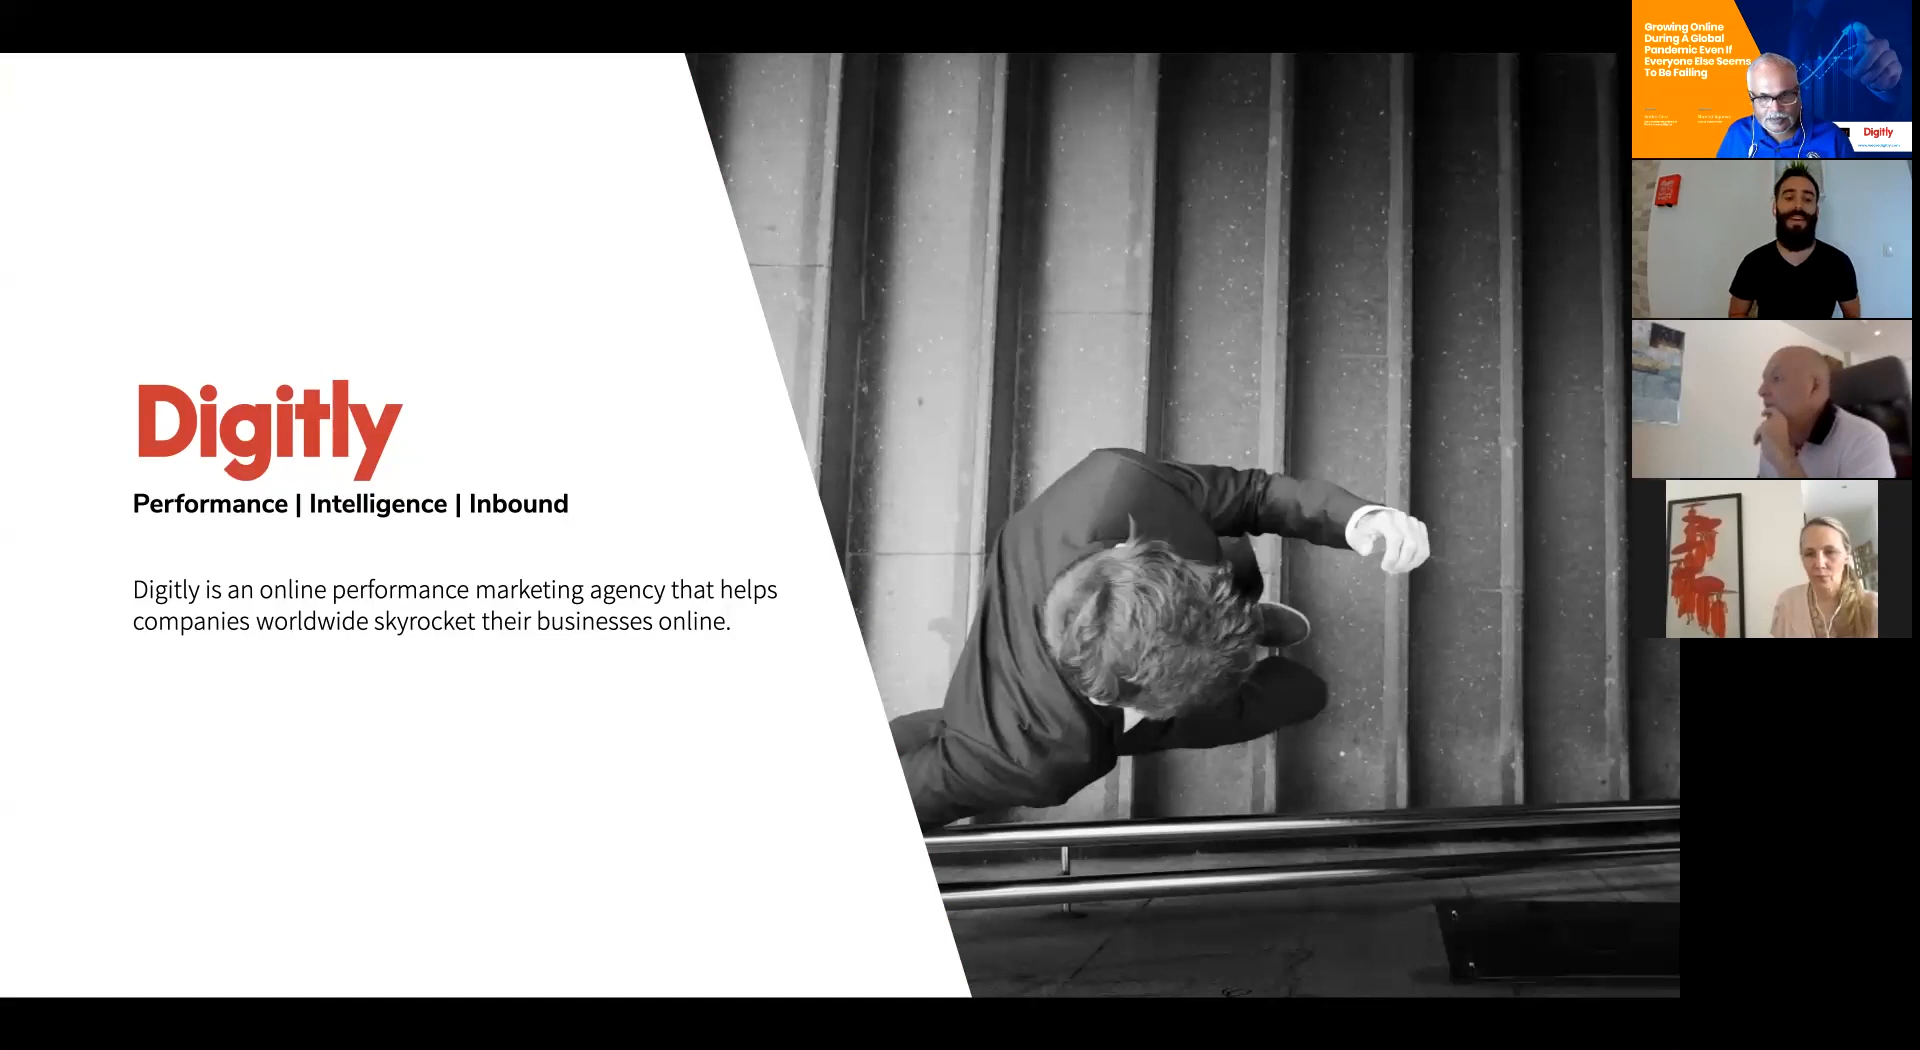 Digitly
Performance | Intelligence | Inbound
Digitly is an online performance marketing agency that helps
companies worldwide skyrocket their businesses online.
Growing Online
During A Global
Pandemic Even If
Everyone Else Seems
To Be Failing
Digitly